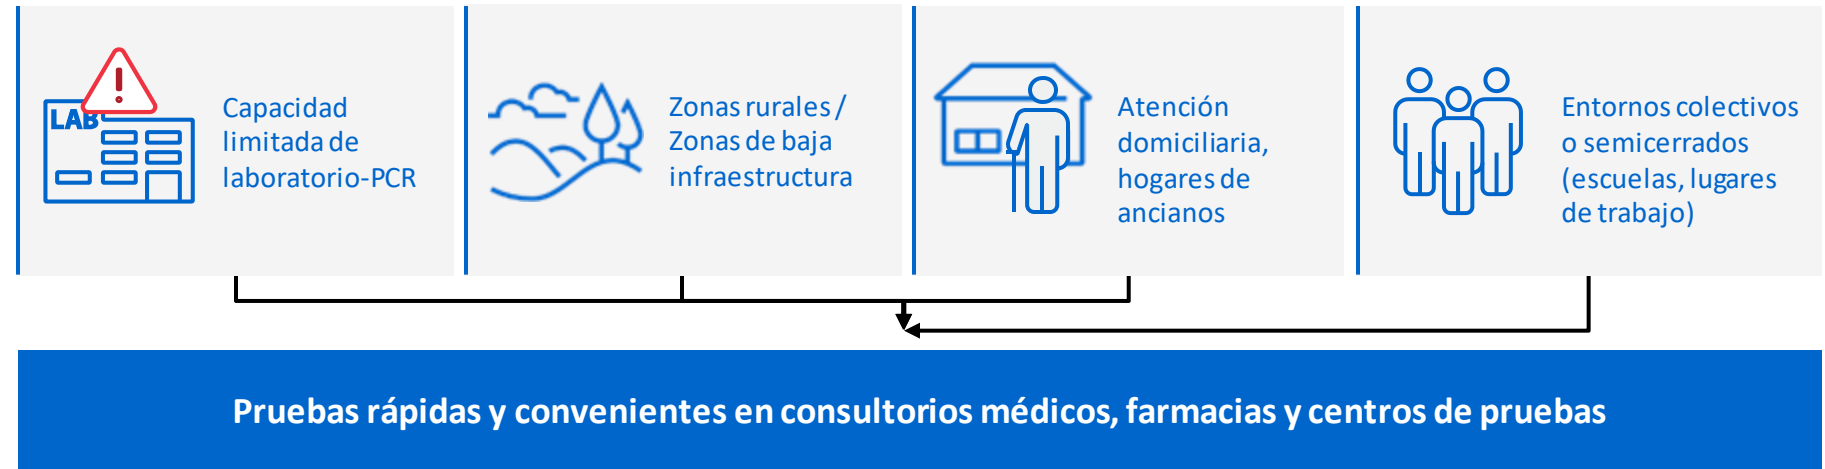 LAB
Capacidad
limitada de
laboratorio-PCR
Zonas rurales /
Zonas de baja
infraestructura
Atención
domiciliaria,
hogares de
ancianos
Entornos colectivos
o semicerrados
(escuelas, lugares
de trabajo)
Pruebas rápidas y convenientes en consultorios médicos, farmacias y centros de pruebas